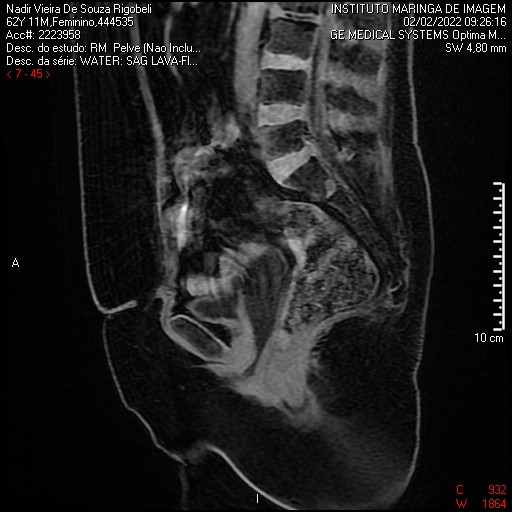 Nadir Vieira De Souza Rigobeli
62Y 11M,Feminino,444535
Acc#: 2223958
Desc. do estudo: RM  Pelve (Nao Inclu...
Desc. da série: WATER: SAG LAVA-Fl...
< 7 - 45 >
INSTITUTO MARINGA DE IMAGEM
02/02/2022 09:26:16
GE MEDICAL SYSTEMS Optima M...
SW 4,80 mm
A
10 cm
I
C 932
W 1864